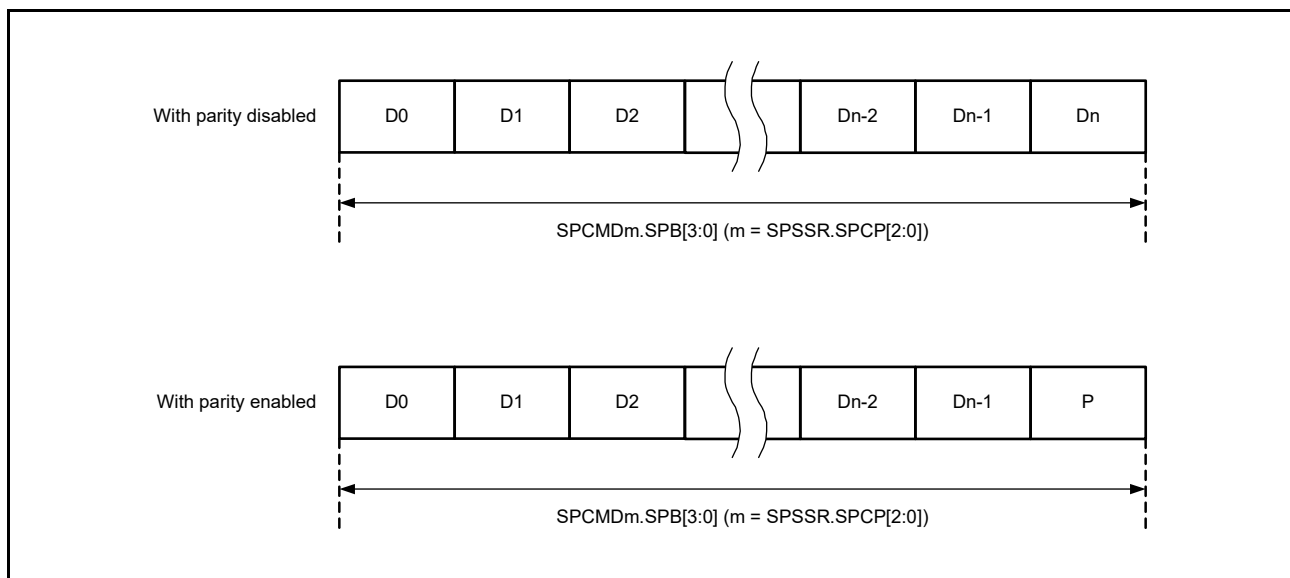 With parity disabled D0 D1 D2 Dn-2 Dn-1 Dn
SPCMDm.SPB[3:0] (m = SPSSR.SPCP[2:0])
With parity enabled D0 D1 D2 Dn-2 Dn-1 P
SPCMDm.SPB[3:0] (m = SPSSR.SPCP[2:0])